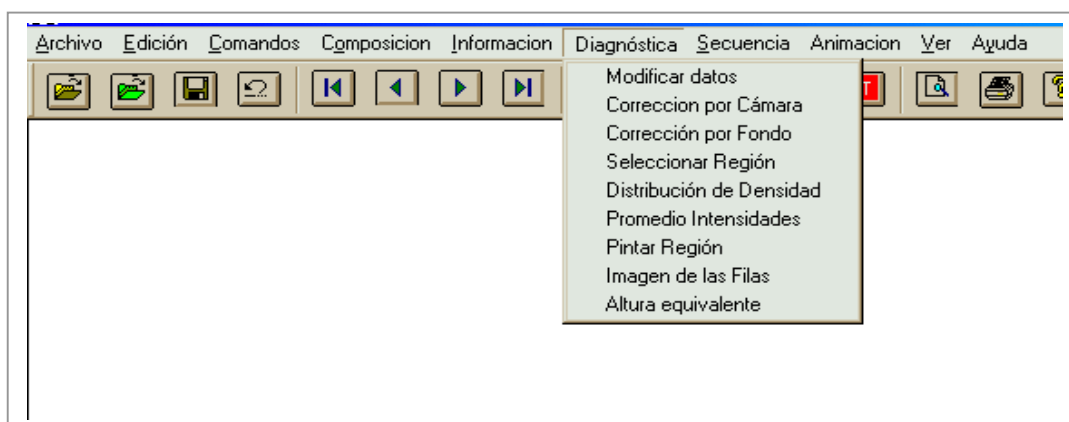 Archivo Edición Comandos Composicion Informacion Diagnóstica Secuencia Animacion Ver Ayuda
Modificar datos
Correccion por Cámara
Corrección por Fondo
Seleccionar Región
Distribución de Densidad
Promedio Intensidades
Pintar Región
Imagen de las Filas
Altura equivalente